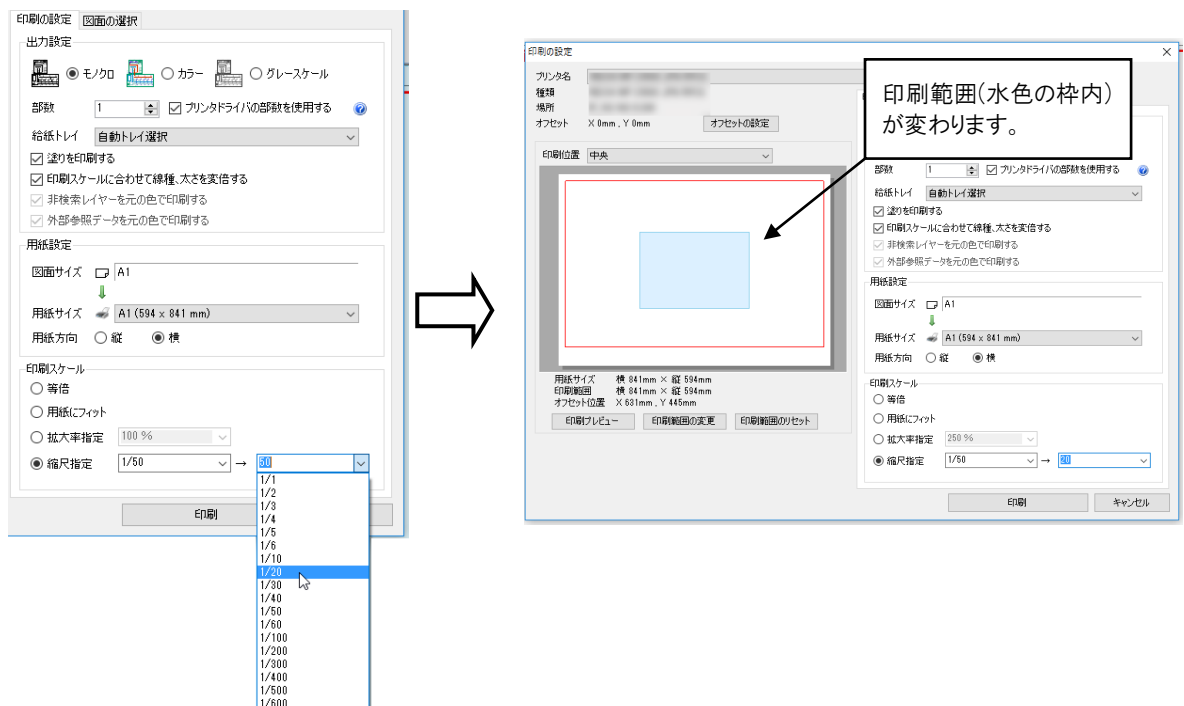 印刷の設定 図面の選択
出力設定
モノクロ カラー グレースケール
部数 1 プリンタドライバの部数を使用する
給紙トレイ 自動トレイ選択
塗りを印刷する
印刷スケールに合わせて線種、太さを変倍する
非検索レイヤーを元の色で印刷する
外部参照データを元の色で印刷する
用紙設定
図面サイズ A1
用紙サイズ A1 (594 x 841 mm)
用紙方向 縦 横
印刷スケール
等倍
用紙にフィット
拡大率指定 100 %
縮尺指定 1/50 → 50
1/1
1/2
1/3
1/4
1/5
1/6
1/10
1/20
1/30
1/40
1/50
1/60
1/100
1/200
1/300
1/400
1/500
1/600
印刷
印刷の設定
プリンタ名
種類
場所
オフセット X 0mm , Y 0mm オフセットの設定
印刷位置 中央
用紙サイズ 横 841mm × 縦 594mm
印刷範囲 横 841mm × 縦 594mm
オフセット位置 X 631mm , Y 445mm
印刷プレビュー 印刷範囲の変更 印刷範囲のリセット
印刷範囲(水色の枠内)
が変わります。
部数 1 プリンタドライバの部数を使用する
給紙トレイ 自動トレイ選択
塗りを印刷する
印刷スケールに合わせて線種、太さを変倍する
非検索レイヤーを元の色で印刷する
外部参照データを元の色で印刷する
用紙設定
図面サイズ A1
用紙サイズ A1 (594 x 841 mm)
用紙方向 縦 横
印刷スケール
等倍
用紙にフィット
拡大率指定 250 %
縮尺指定 1/50 → 20
印刷 キャンセル